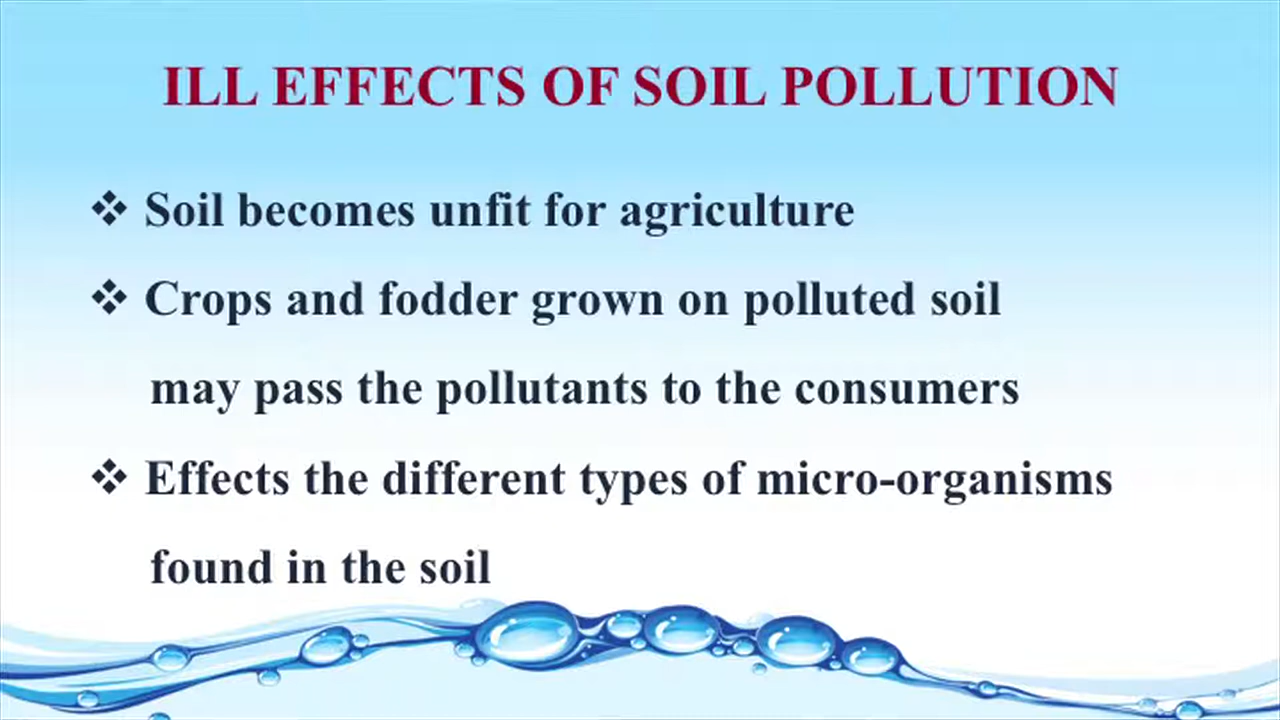 ILL EFFECTS OF SOIL POLLUTION
❖ Soil becomes unfit for agriculture
❖ Crops and fodder grown on polluted soil
may pass the pollutants to the consumers
❖ Effects the different types of micro-organisms
found in the soil